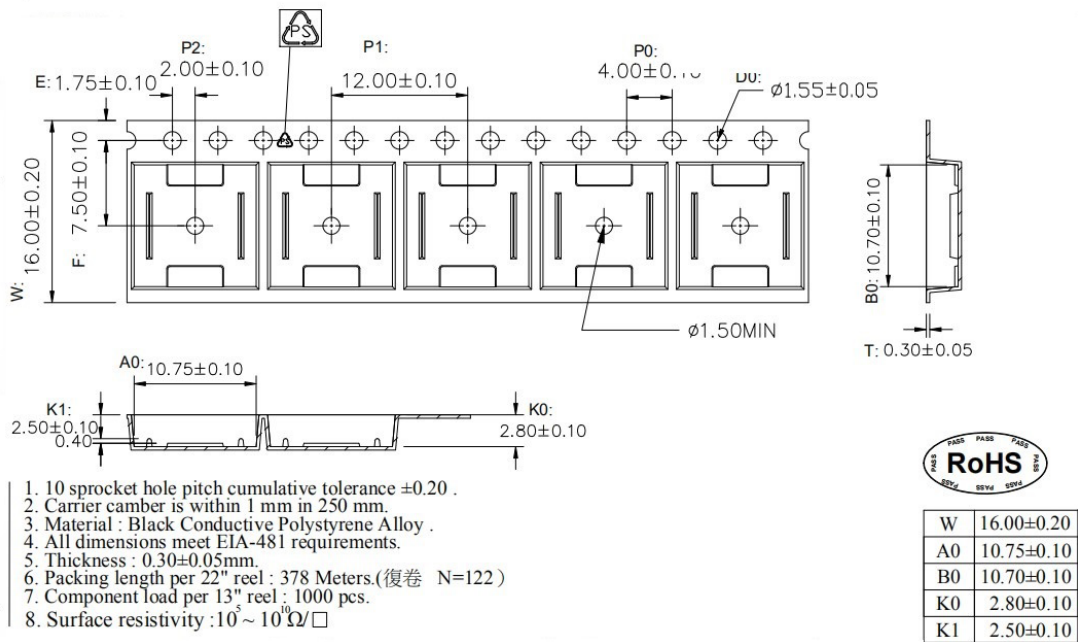 PS
P2:
2.00±0.10
P1:
12.00±0.10
P0:
4.00±0.10
D0:
ø1.55±0.05
E: 1.75±0.10
PS
W: 16.00±0.20
F: 7.50±0.10
B0: 10.70±0.10
ø1.50MIN
T: 0.30±0.05
A0: 10.75±0.10
K1:
2.50±0.10
0.40
K0:
2.80±0.10
1. 10 sprocket hole pitch cumulative tolerance ±0.20 .
2. Carrier camber is within 1 mm in 250 mm.
3. Material : Black Conductive Polystyrene Alloy .
4. All dimensions meet EIA-481 requirements.
5. Thickness : 0.30±0.05mm.
6. Packing length per 22" reel : 378 Meters.(復卷 N=122 )
7. Component load per 13" reel : 1000 pcs.
8. Surface resistivity :10⁵ ~ 10¹⁰Ω/□
PASS PASS PASS
PASS RoHS PASS
PASS PASS PASS
W 16.00±0.20
A0 10.75±0.10
B0 10.70±0.10
K0 2.80±0.10
K1 2.50±0.10